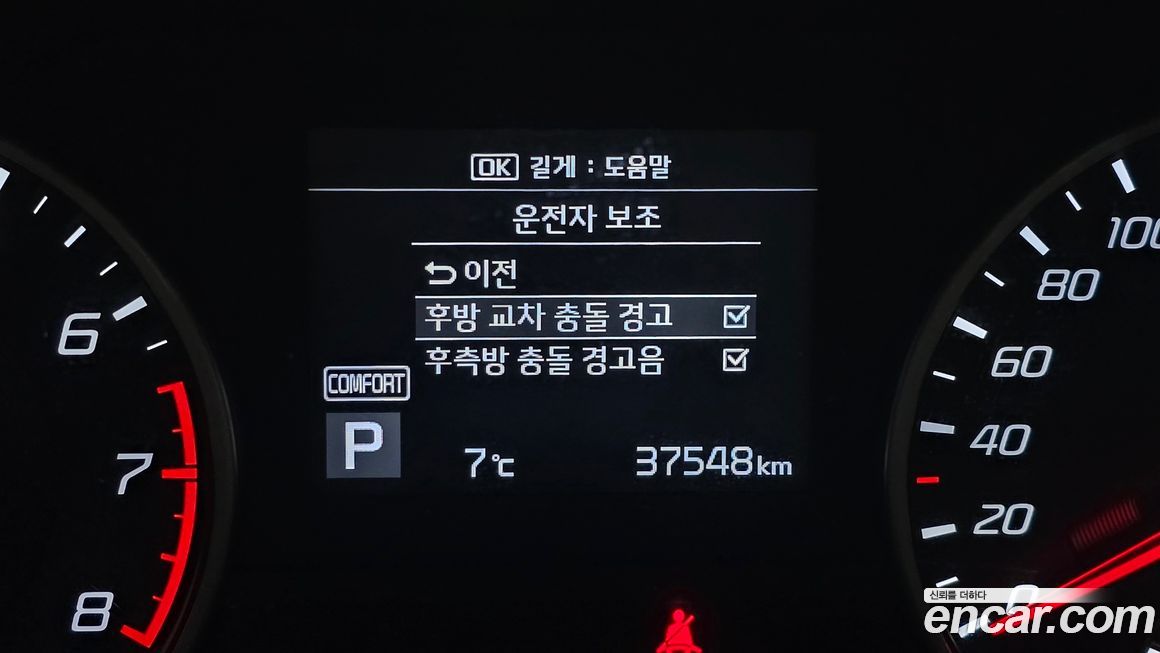 OK 길게 : 도움말
운전자 보조
이전
후방 교차 충돌 경고
후측방 충돌 경고음
COMFORT
P
7℃
37548km
6
7
8
100
80
60
40
20
0
신뢰를 더하다
encar.com